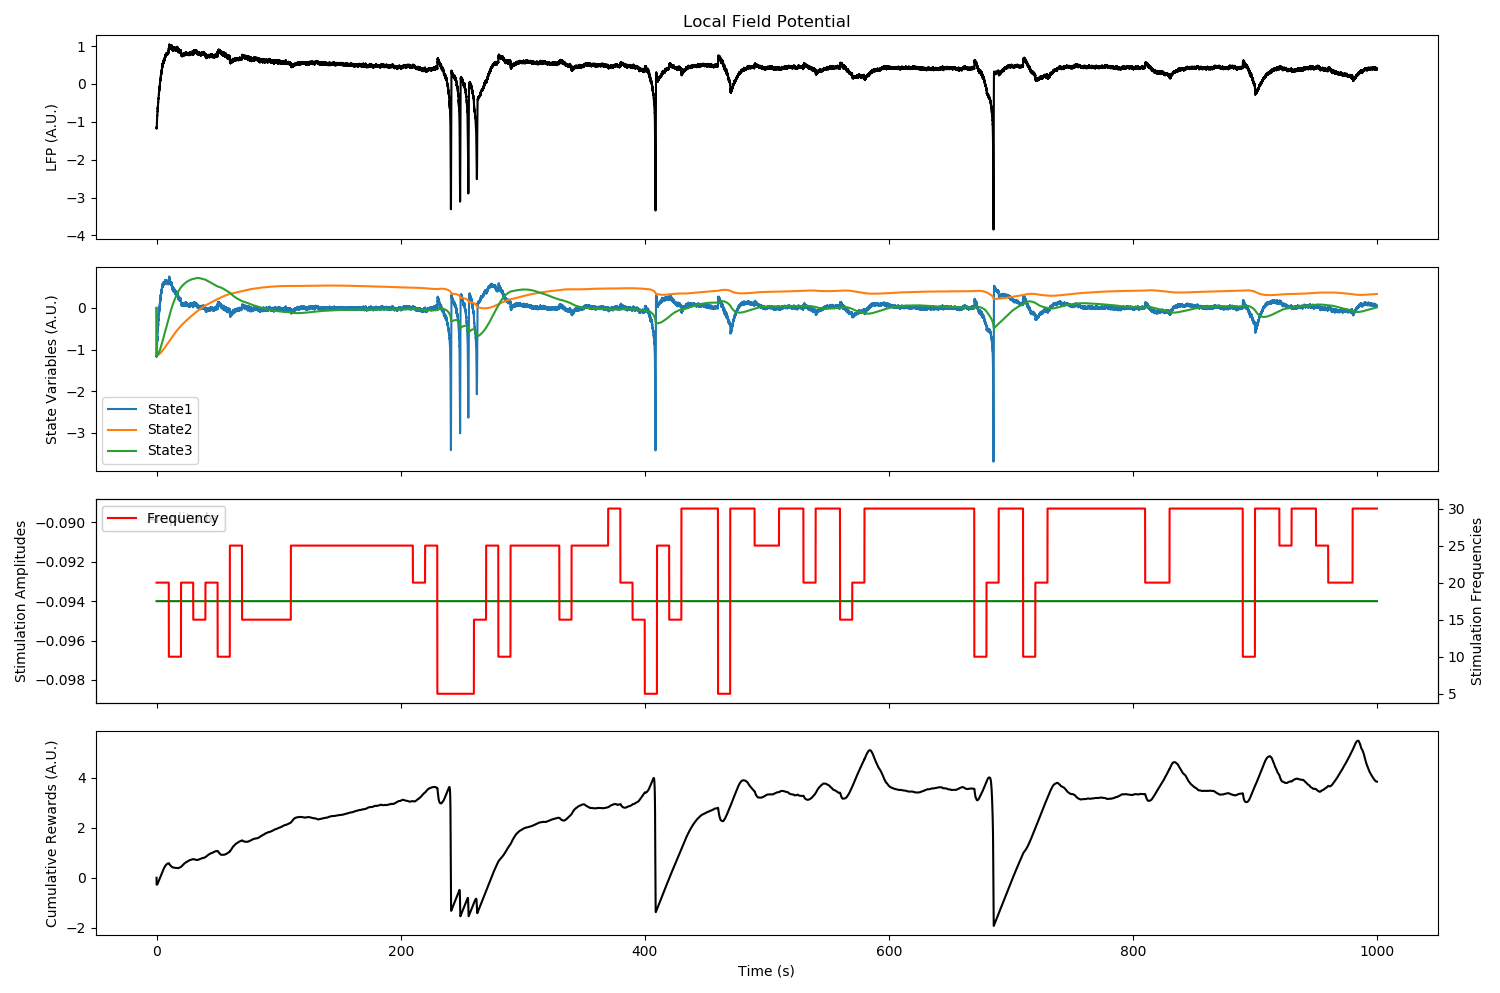 Local Field Potential
LFP (A.U.)
1
0
−1
−2
−3
−4
State Variables (A.U.)
0
−1
−2
−3
State1
State2
State3
Stimulation Amplitudes
−0.090
−0.092
−0.094
−0.096
−0.098
Frequency
30
25
20
15
10
5
Stimulation Frequencies
Cumulative Rewards (A.U.)
4
2
0
−2
0 200 400 600 800 1000
Time (s)